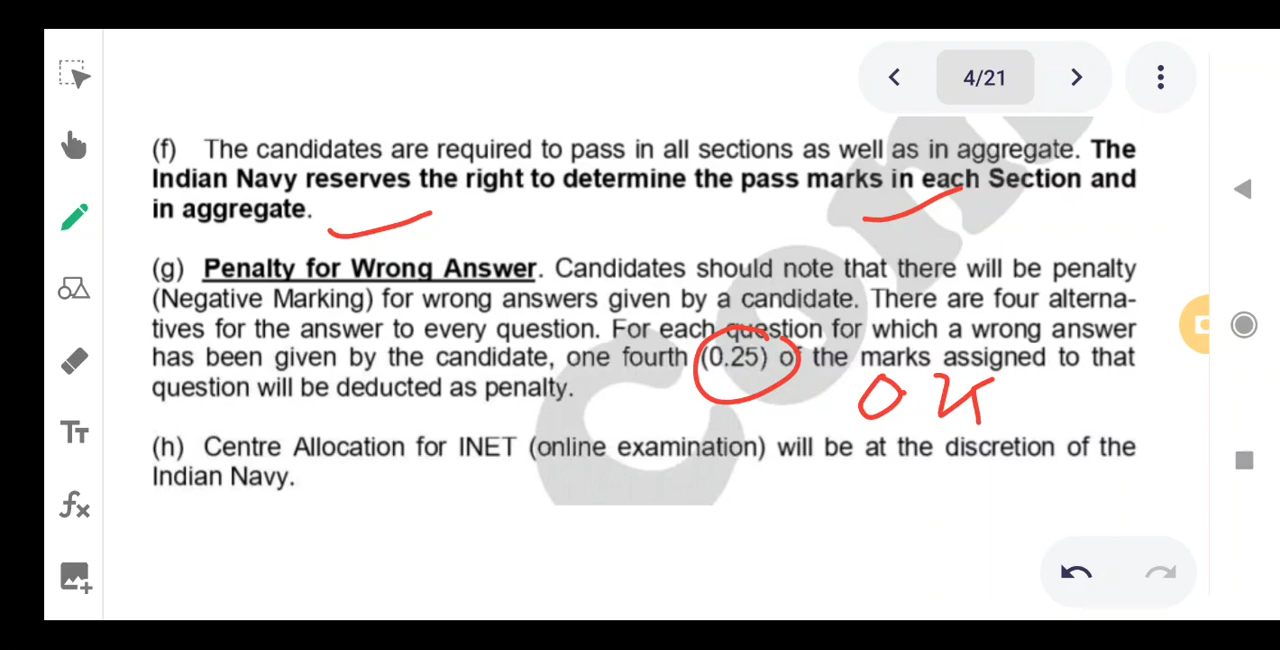 4/21
(f) The candidates are required to pass in all sections as well as in aggregate. The
Indian Navy reserves the right to determine the pass marks in each Section and
in aggregate.
(g) Penalty for Wrong Answer. Candidates should note that there will be penalty
(Negative Marking) for wrong answers given by a candidate. There are four alterna-
tives for the answer to every question. For each question for which a wrong answer
has been given by the candidate, one fourth (0.25) of the marks assigned to that
question will be deducted as penalty.
OK
(h) Centre Allocation for INET (online examination) will be at the discretion of the
Indian Navy.
TT
fx